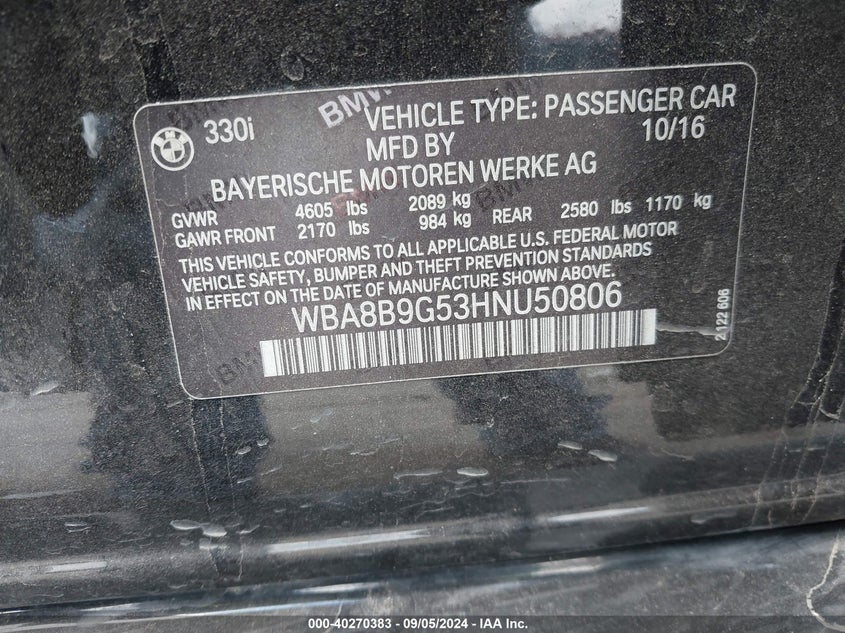 330i
VEHICLE TYPE: PASSENGER CAR
MFD BY 10/16
BAYERISCHE MOTOREN WERKE AG
GVWR 4605 lbs 2089 kg
GAWR FRONT 2170 lbs 984 kg REAR 2580 lbs 1170 kg
THIS VEHICLE CONFORMS TO ALL APPLICABLE U.S. FEDERAL MOTOR
VEHICLE SAFETY, BUMPER AND THEFT PREVENTION STANDARDS
IN EFFECT ON THE DATE OF MANUFACTURE SHOWN ABOVE.
WBA8B9G53HNU50806
2 122 606
000-40270383 - 09/05/2024 - IAAI Inc.